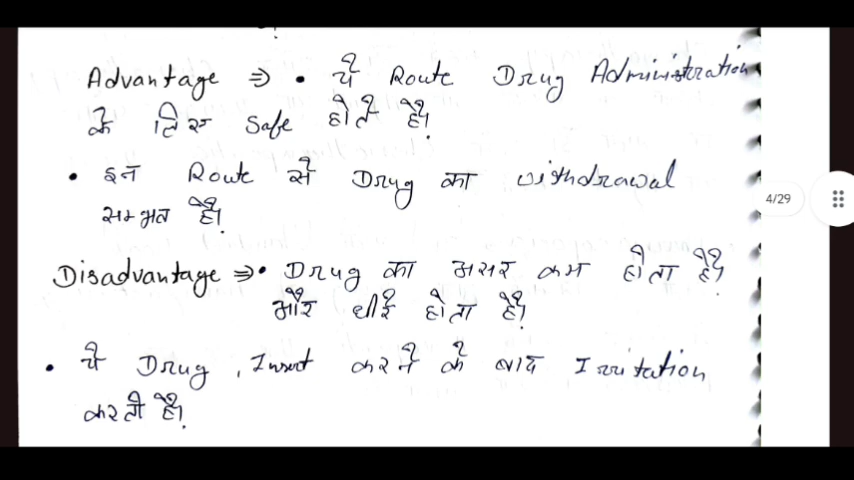 Advantage ⇒ • ये Route Drug Administration
के लिए Safe होते है।
• इन Route से Drug का withdrawal
सम्भव है।
Disadvantage ⇒ • Drug का असर कम होता है।
और धीरे होता है।
• ये Drug, Insert करने के बाद Irritation
करती है।
4/29